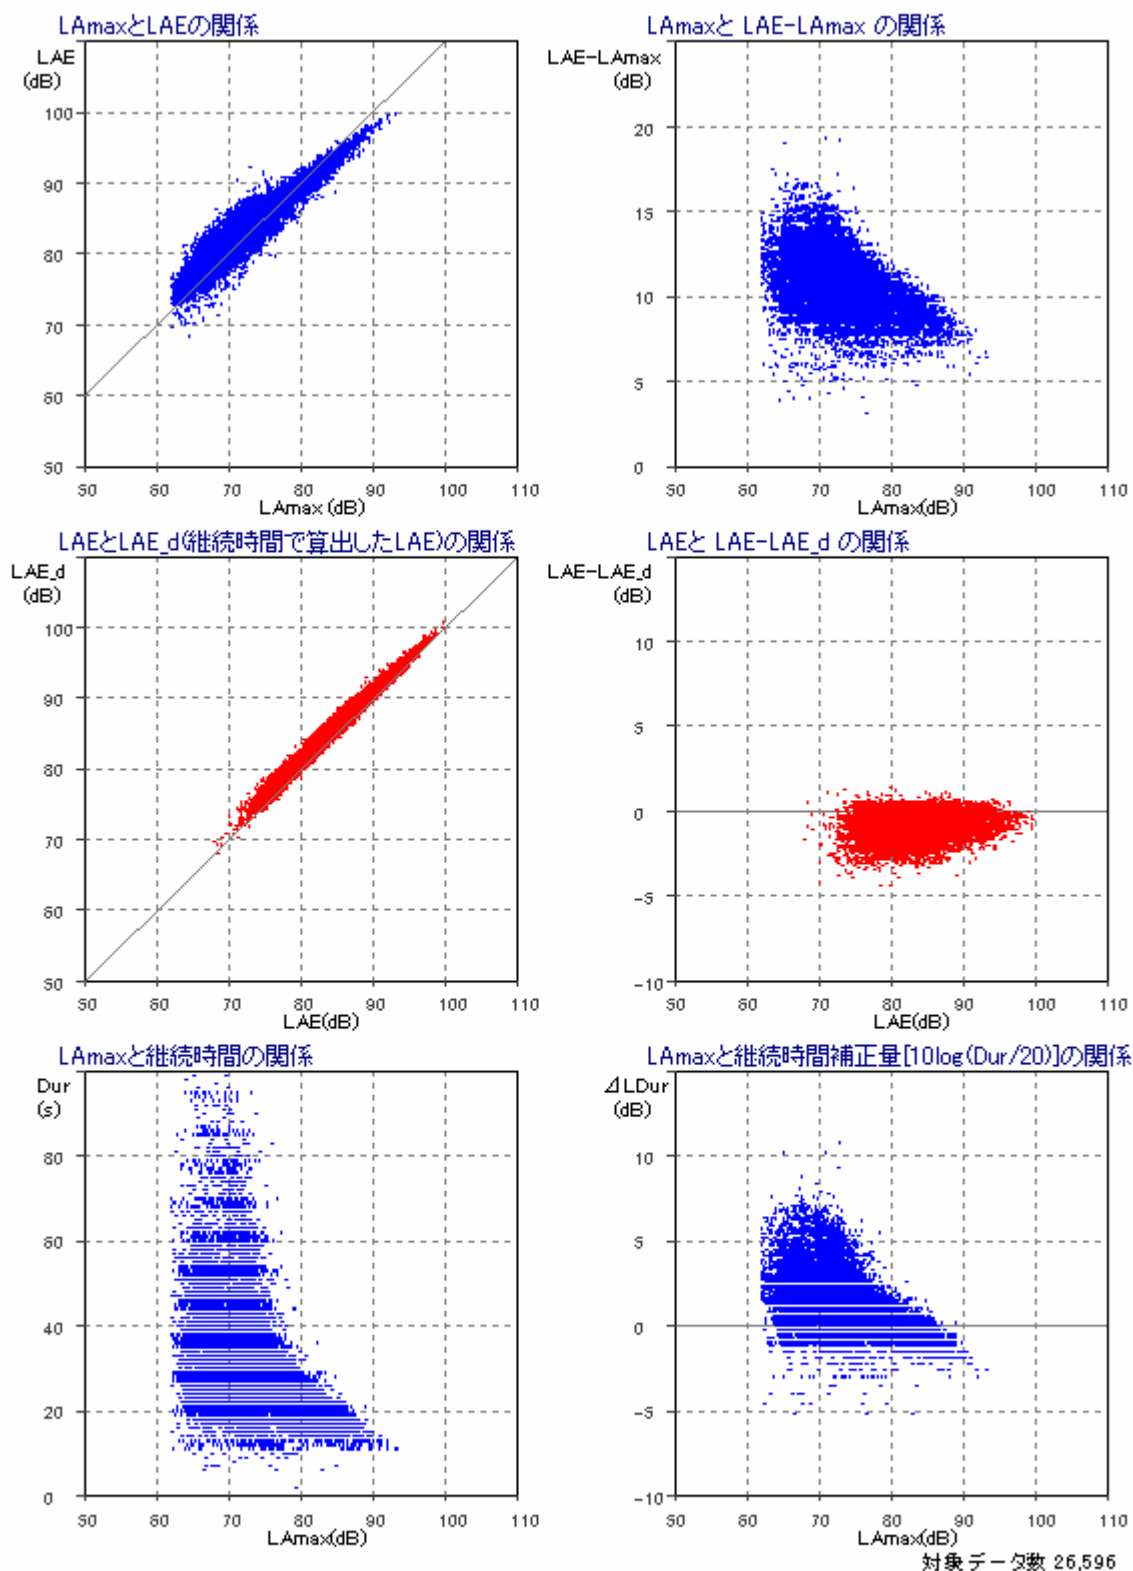 LAmaxとLAEの関係
LAE
(dB)
100
90
80
70
60
50
50 60 70 80 90 100 110
LAmax (dB)
LAmaxと LAE-LAmax の関係
LAE-LAmax
(dB)
20
15
10
5
0
50 60 70 80 90 100 110
LAmax(dB)
LAEとLAE_d(継続時間で算出したLAE)の関係
LAE_d
(dB)
100
90
80
70
60
50
50 60 70 80 90 100 110
LAE(dB)
LAEと LAE-LAE_d の関係
LAE-LAE_d
(dB)
10
5
0
-5
-10
50 60 70 80 90 100 110
LAE(dB)
LAmaxと継続時間の関係
Dur
(s)
80
60
40
20
0
50 60 70 80 90 100 110
LAmax(dB)
LAmaxと継続時間補正量[10log(Dur/20)]の関係
⊿LDur
(dB)
10
5
0
-5
-10
50 60 70 80 90 100 110
LAmax(dB)
対象データ数 26,596